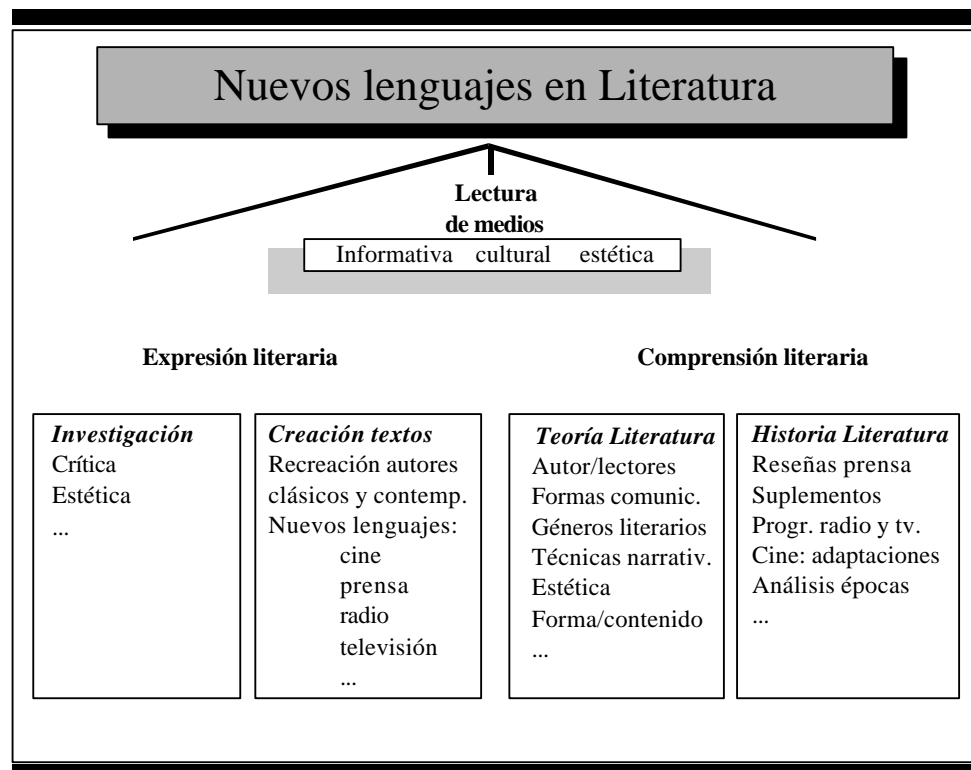 Nuevos lenguajes en Literatura
Lectura
de medios
Informativa cultural estética
Expresión literaria
Investigación
Crítica
Estética
...
Creación textos
Recreación autores
clásicos y contemp.
Nuevos lenguajes:
cine
prensa
radio
televisión
...
Comprensión literaria
Teoría Literatura
Autor/lectores
Formas comunic.
Géneros literarios
Técnicas narrativ.
Estética
Forma/contenido
...
Historia Literatura
Reseñas prensa
Suplementos
Progr. radio y tv.
Cine: adaptaciones
Análisis épocas
...